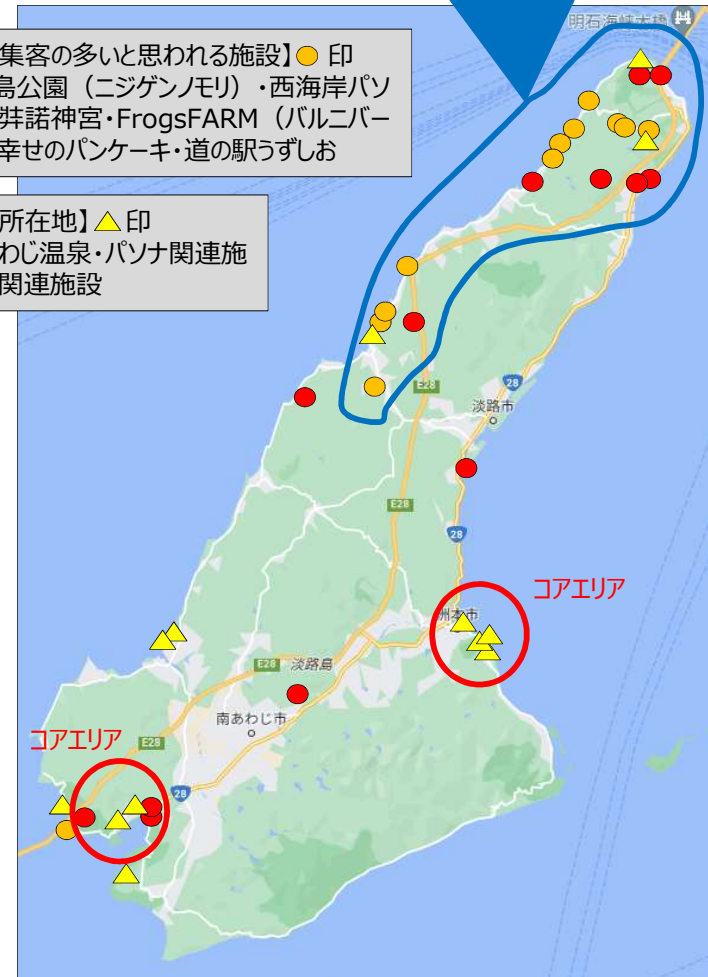 明石海峡大橋
集客の多いと思われる施設】 印
島公園（ニジゲンノモリ）・西海岸パソ
弉諾神宮・FrogsFARM（バルニバー
幸せのパンケーキ・道の駅うずしお
所在地】 印
わじ温泉・パソナ関連施
関連施設
28
淡路市
E28
E28
28
コアエリア
洲本市
E28
淡路島
南あわじ市
コアエリア
E28
28